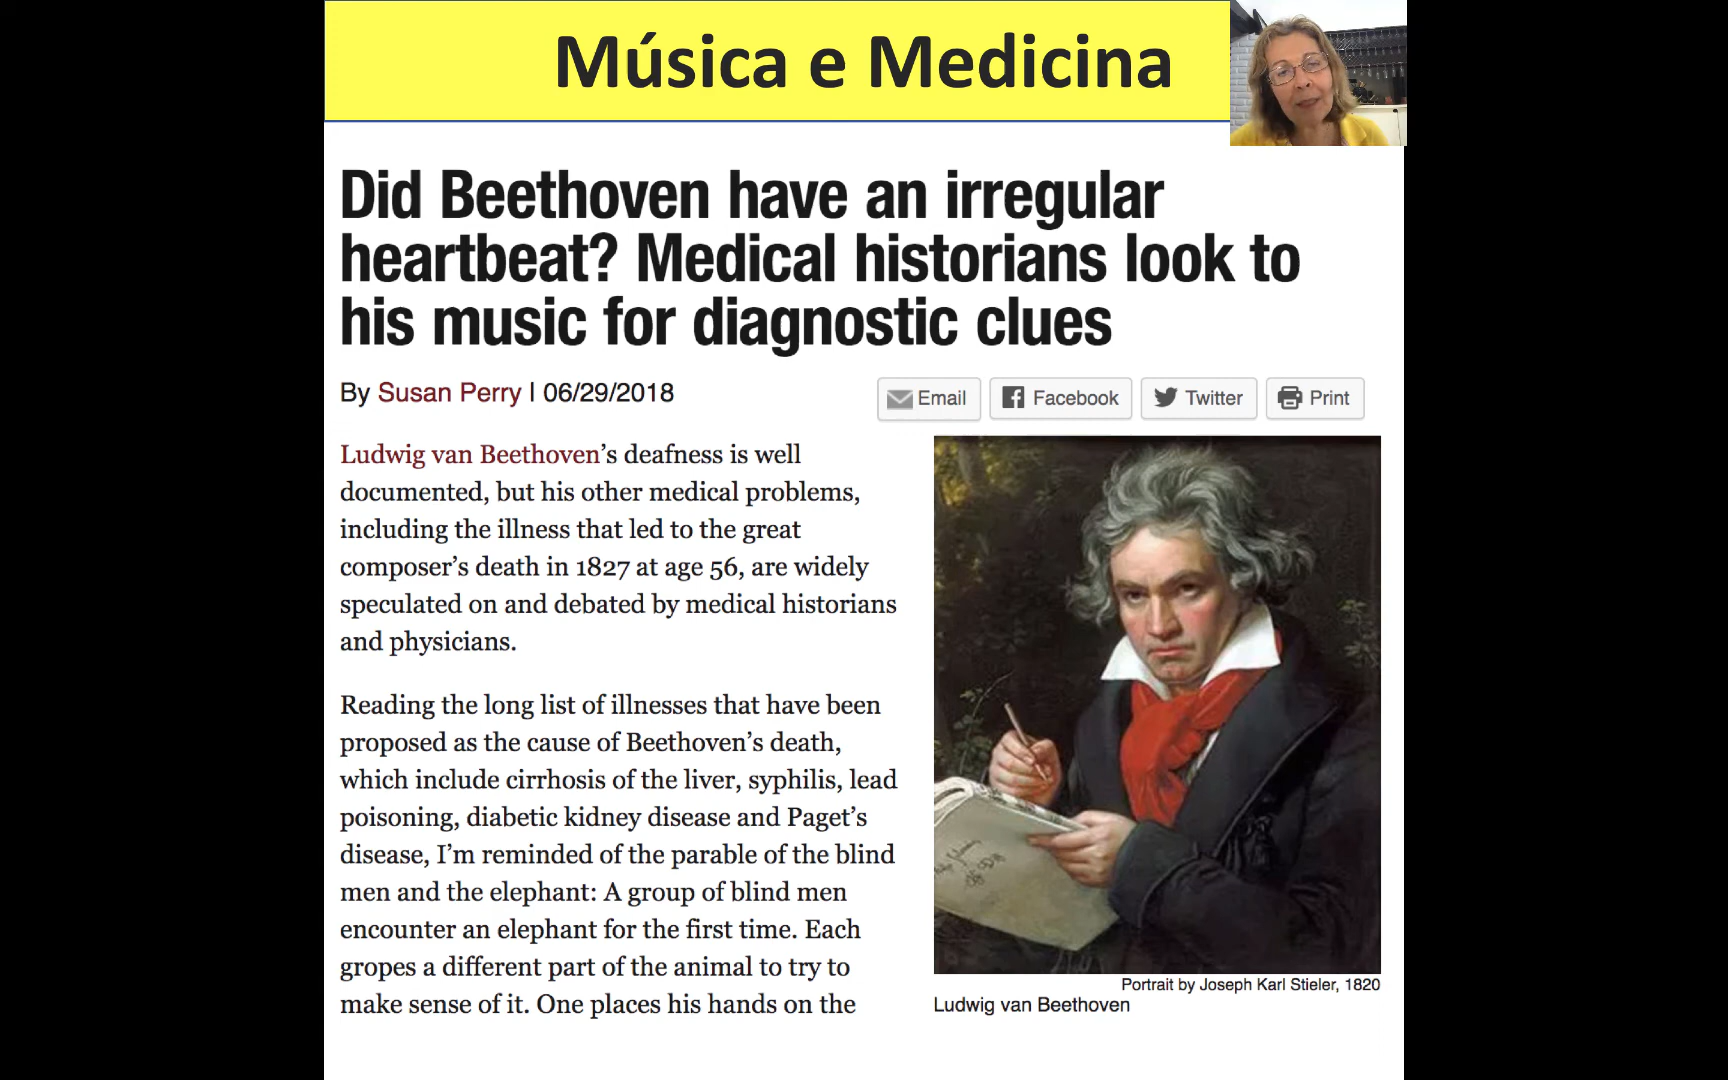 Música e Medicina
Did Beethoven have an irregular
heartbeat? Medical historians look to
his music for diagnostic clues
By Susan Perry | 06/29/2018
Email
Facebook
Twitter
Print
Ludwig van Beethoven’s deafness is well
documented, but his other medical problems,
including the illness that led to the great
composer’s death in 1827 at age 56, are widely
speculated on and debated by medical historians
and physicians.
Reading the long list of illnesses that have been
proposed as the cause of Beethoven’s death,
which include cirrhosis of the liver, syphilis, lead
poisoning, diabetic kidney disease and Paget’s
disease, I’m reminded of the parable of the blind
men and the elephant: A group of blind men
encounter an elephant for the first time. Each
gropes a different part of the animal to try to
make sense of it. One places his hands on the
Portrait by Joseph Karl Stieler, 1820
Ludwig van Beethoven